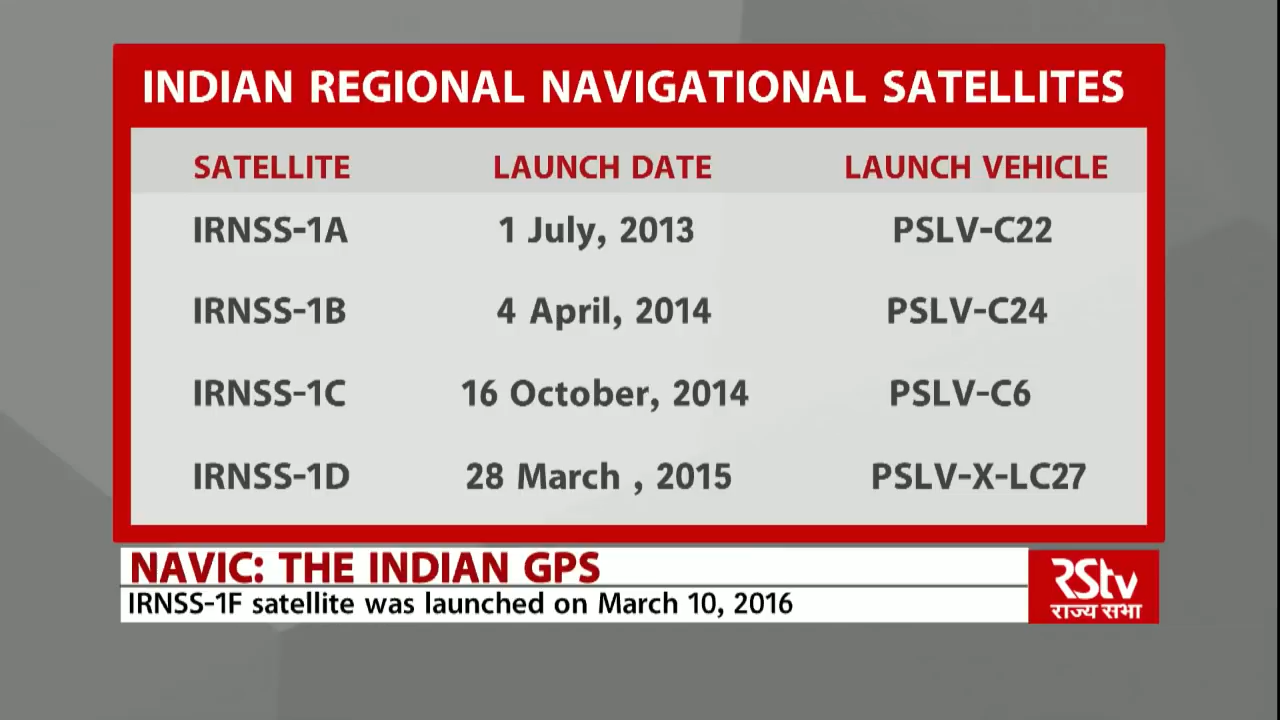 INDIAN REGIONAL NAVIGATIONAL SATELLITES
SATELLITE LAUNCH DATE LAUNCH VEHICLE
IRNSS-1A 1 July, 2013 PSLV-C22
IRNSS-1B 4 April, 2014 PSLV-C24
IRNSS-1C 16 October, 2014 PSLV-C6
IRNSS-1D 28 March , 2015 PSLV-X-LC27
NAVIC: THE INDIAN GPS
IRNSS-1F satellite was launched on March 10, 2016
RStv
राज्य सभा